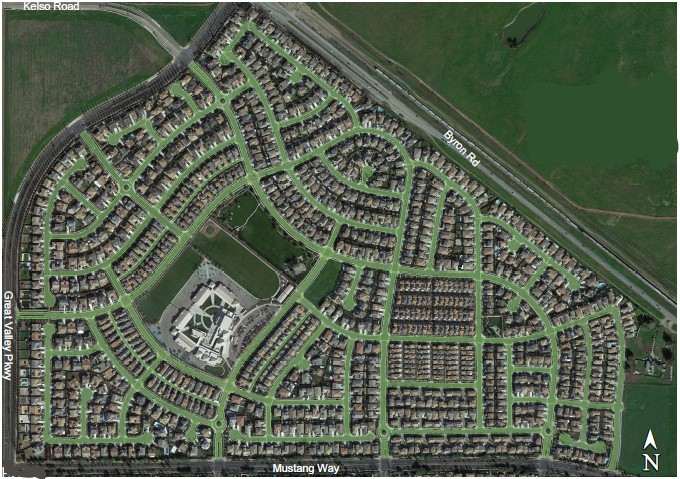 Kelso Road
Byron Rd
Great Valley Pkwy
Mustang Way
N